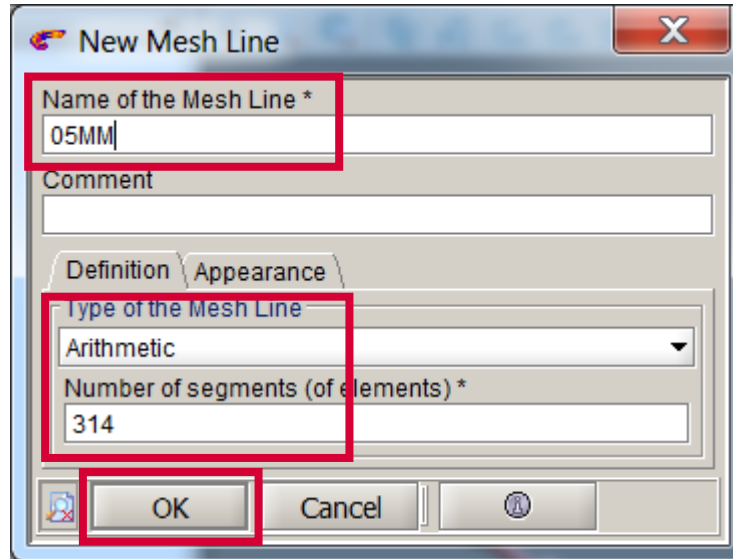 New Mesh Line
Name of the Mesh Line *
05MM
Comment
Definition Appearance
Type of the Mesh Line
Arithmetic
Number of segments (of elements) *
314
OK Cancel